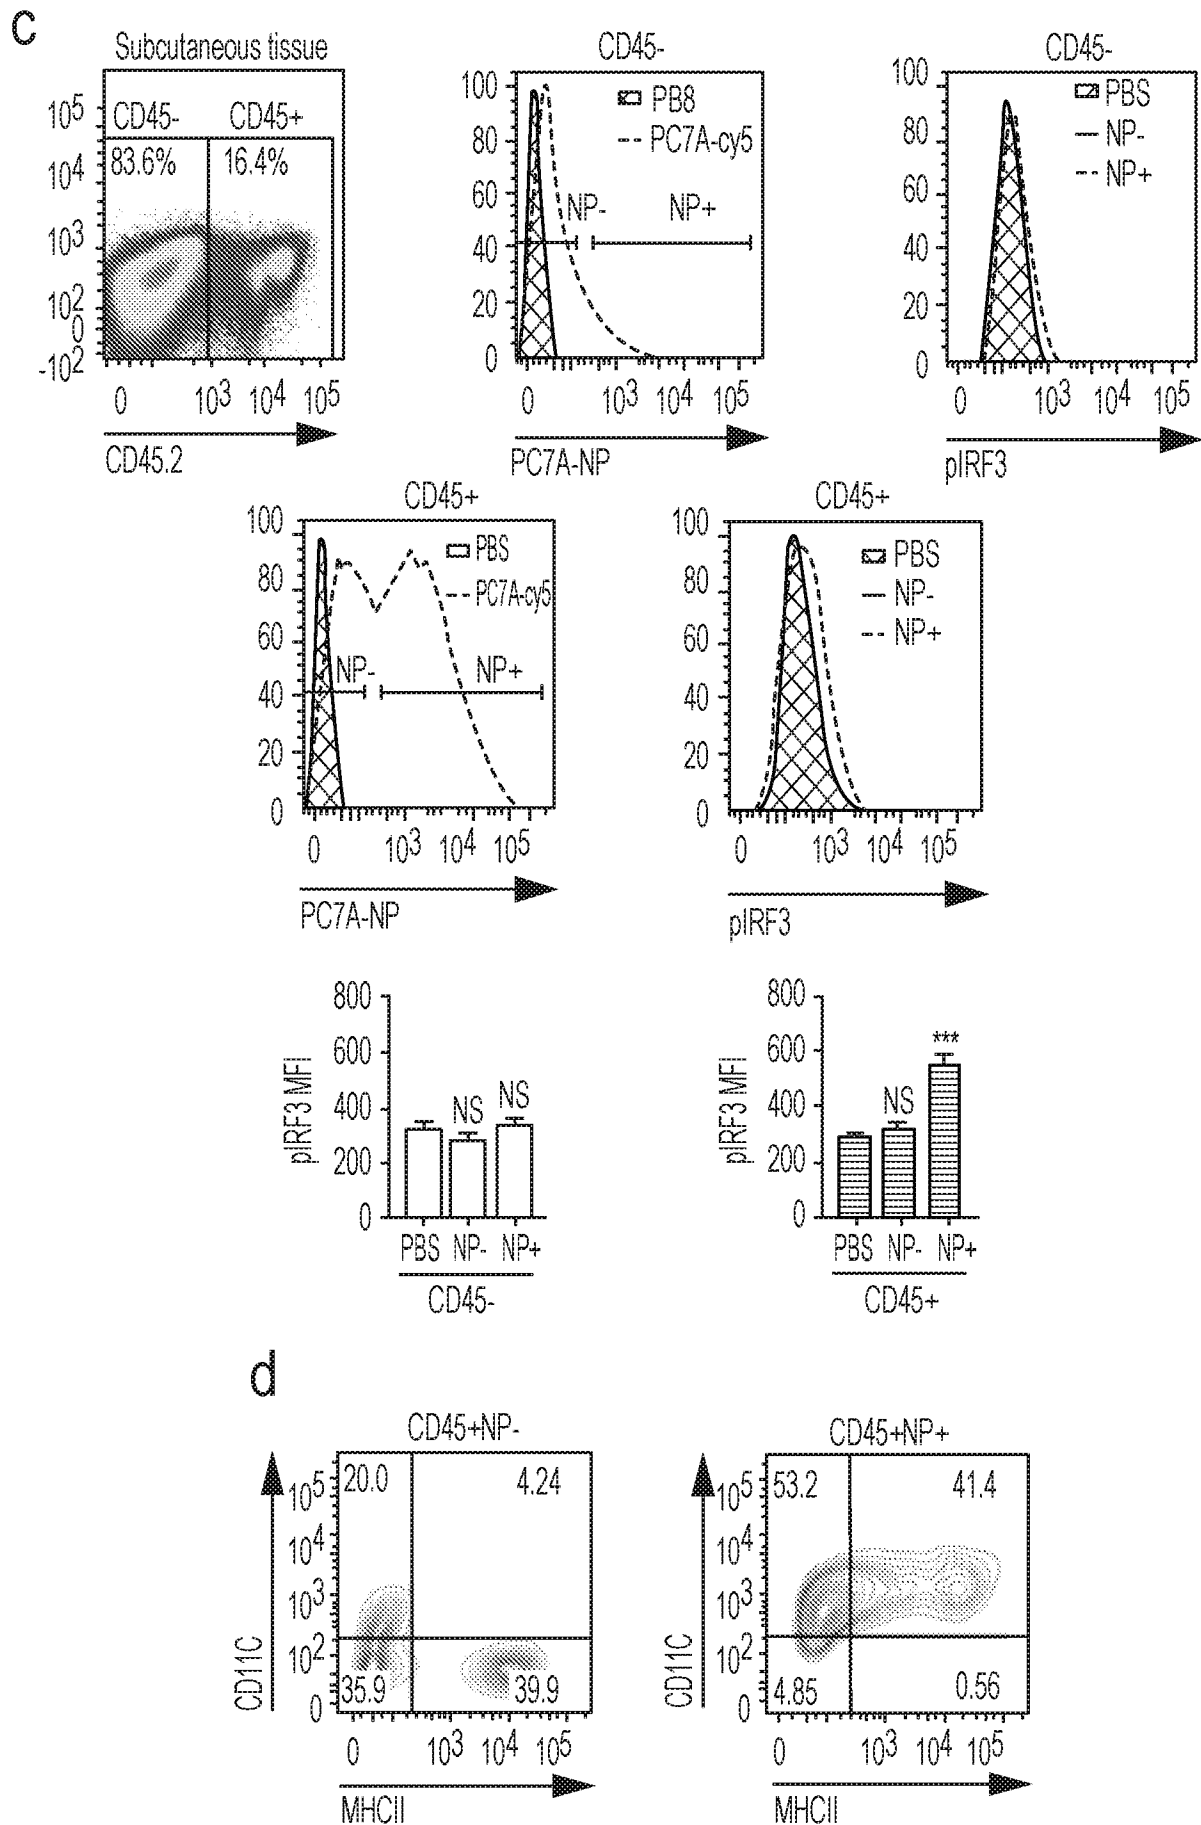 c
Subcutaneous tissue
CD45-
CD45+
83.6%
16.4%
10^5
10^4
10^3
10^2
0
-10^2
0
10^3
10^4
10^5
CD45.2
CD45-
100
80
60
40
20
0
PB8
PC7A-cy5
NP-
NP+
0
10^3
10^4
10^5
PC7A-NP
CD45-
100
80
60
40
20
0
PBS
NP-
NP+
0
10^3
10^4
10^5
pIRF3
CD45+
100
80
60
40
20
0
PBS
PC7A-cy5
NP-
NP+
0
10^3
10^4
10^5
PC7A-NP
CD45+
100
80
60
40
20
0
PBS
NP-
NP+
0
10^3
10^4
10^5
pIRF3
pIRF3 MFI
800
600
400
200
0
NS
NS
PBS
NP-
NP+
CD45-
pIRF3 MFI
800
600
400
200
0
NS
***
PBS
NP-
NP+
CD45+
d
CD45+NP-
CD11C
10^5
10^4
10^3
10^2
0
20.0
4.24
35.9
39.9
0
10^3
10^4
10^5
MHCII
CD45+NP+
CD11C
10^5
10^4
10^3
10^2
0
53.2
41.4
4.85
0.56
0
10^3
10^4
10^5
MHCII